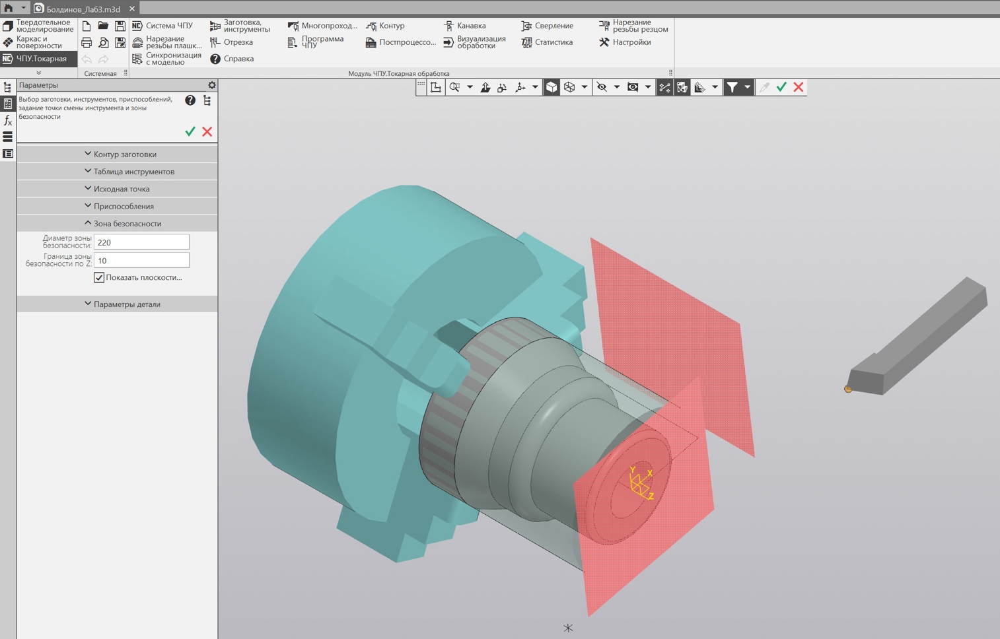 Болдинов_Лаб3.m3d
Твердотельное
моделирование
Каркас и
поверхности
ЧПУ.Токарная
Системная
Система ЧПУ
Заготовка,
инструменты
Многопроход...
Контур
Канавка
Сверление
Нарезание
резьбы резцом
Нарезание
резьбы плашк...
Отрезка
Программа
ЧПУ
Постпроцессо...
Визуализация
обработки
Статистика
Настройки
Синхронизация
с моделью
Справка
Модуль ЧПУ.Токарная обработка
Параметры
Выбор заготовки, инструментов, приспособлений,
задание точки смены инструмента и зоны
безопасности
Контур заготовки
Таблица инструментов
Исходная точка
Приспособления
Зона безопасности
Диаметр зоны
безопасности:
220
Граница зоны
безопасности по Z:
10
Показать плоскости...
Параметры детали
Y
X
Z